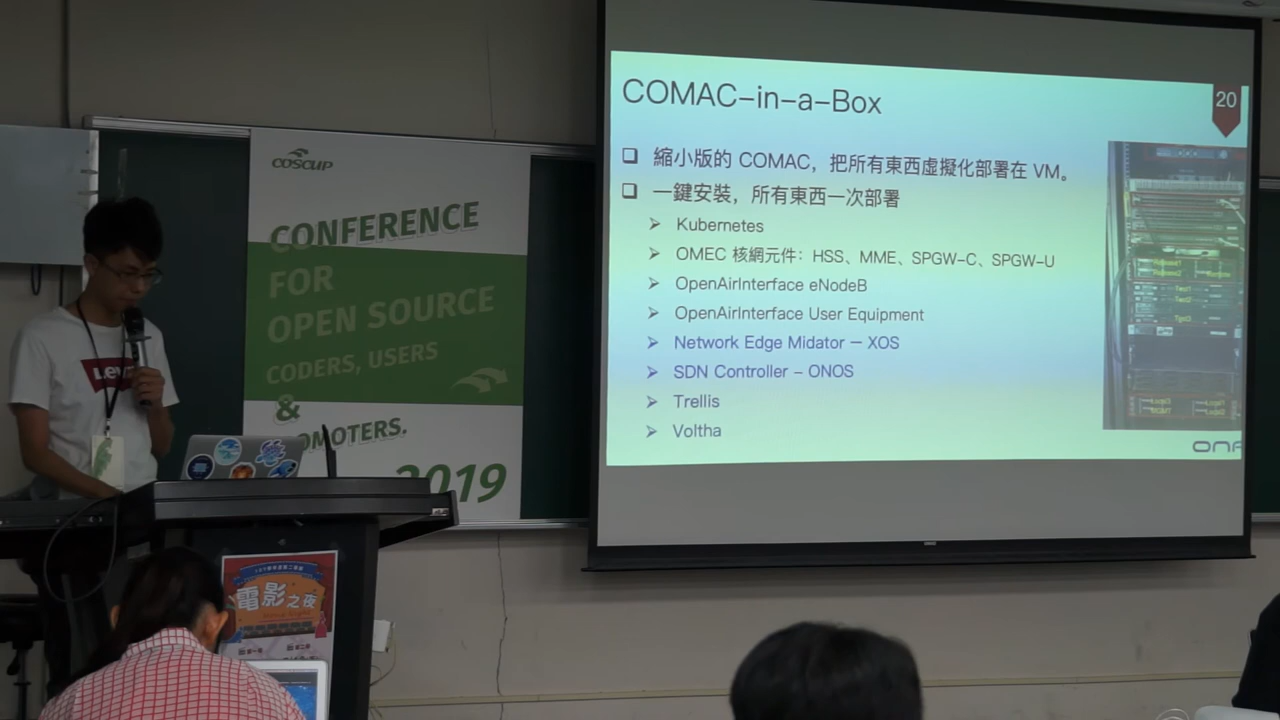 COSCUP
CONFERENCE
FOR
OPEN SOURCE
CODERS, USERS
&
OMOTERS.
2019
Lev
電影之夜
COMAC-in-a-Box
20
縮小版的 COMAC，把所有東西虛擬化部署在 VM。
一鍵安裝，所有東西一次部署
Kubernetes
OMEC 核網元件：HSS、MME、SPGW-C、SPGW-U
OpenAirInterface eNodeB
OpenAirInterface User Equipment
Network Edge Midator – XOS
SDN Controller – ONOS
Trellis
Voltha